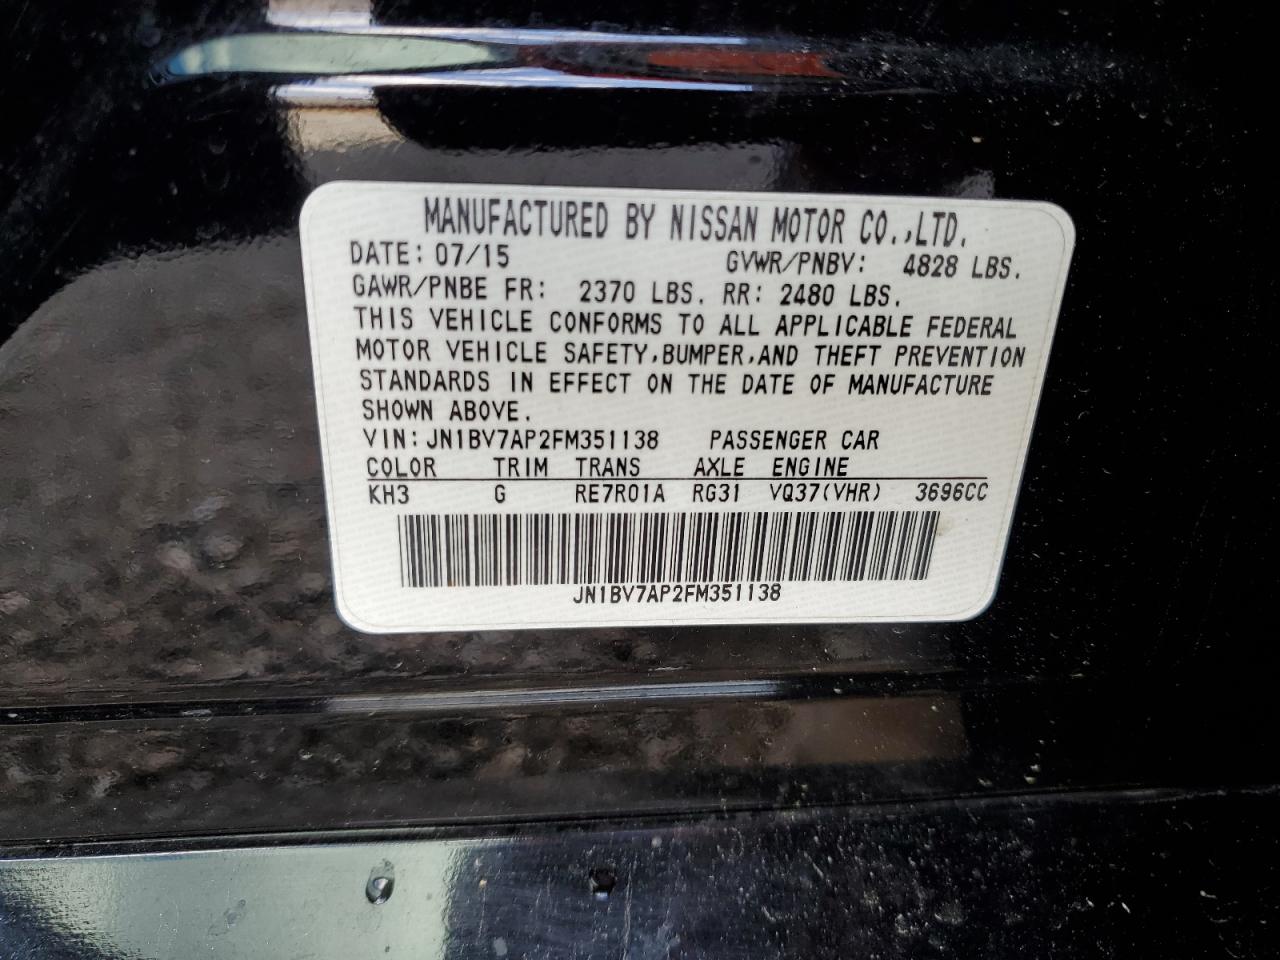 MANUFACTURED BY NISSAN MOTOR CO.,LTD.
DATE: 07/15 GVWR/PNBV: 4828 LBS.
GAWR/PNBE FR: 2370 LBS. RR: 2480 LBS.
THIS VEHICLE CONFORMS TO ALL APPLICABLE FEDERAL
MOTOR VEHICLE SAFETY,BUMPER,AND THEFT PREVENTION
STANDARDS IN EFFECT ON THE DATE OF MANUFACTURE
SHOWN ABOVE.
VIN:JN1BV7AP2FM351138 PASSENGER CAR
COLOR TRIM TRANS AXLE ENGINE
KH3 G RE7R01A RG31 VQ37(VHR) 3696CC
JN1BV7AP2FM351138